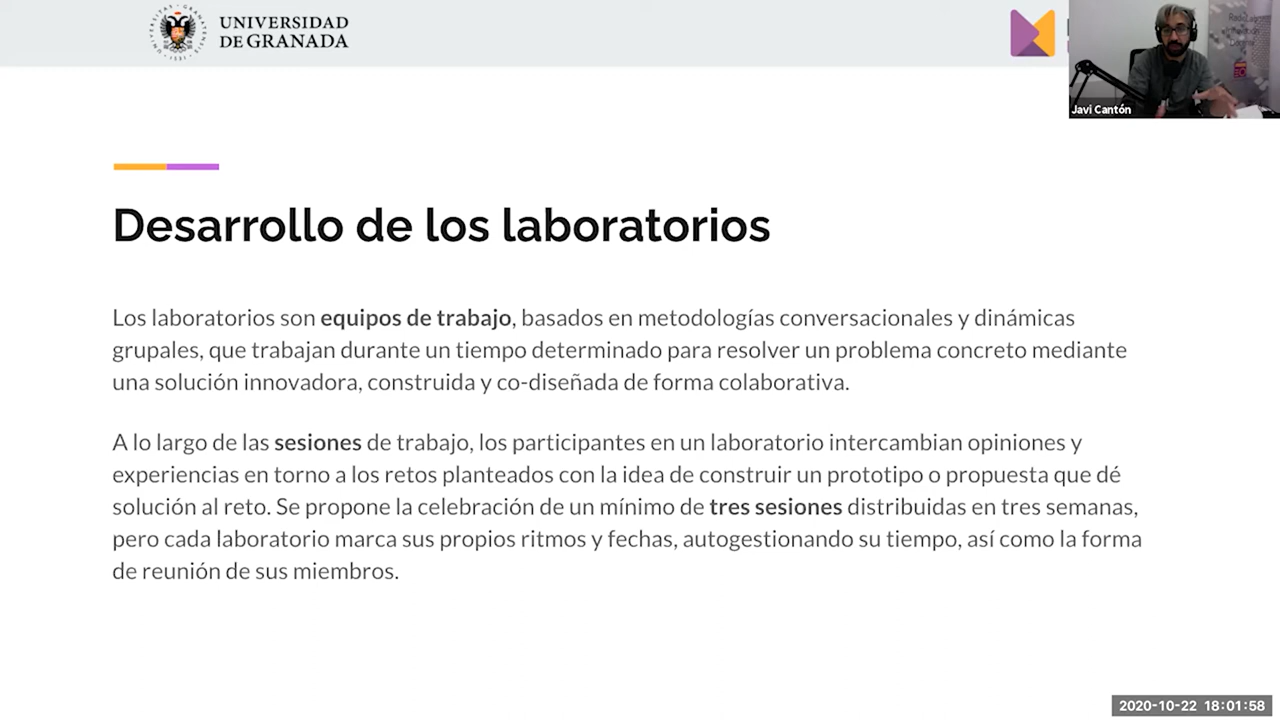 UNIVERSIDAD
DE GRANADA
Javi Cantón
Desarrollo de los laboratorios
Los laboratorios son equipos de trabajo, basados en metodologías conversacionales y dinámicas
grupales, que trabajan durante un tiempo determinado para resolver un problema concreto mediante
una solución innovadora, construida y co-diseñada de forma colaborativa.
A lo largo de las sesiones de trabajo, los participantes en un laboratorio intercambian opiniones y
experiencias en torno a los retos planteados con la idea de construir un prototipo o propuesta que dé
solución al reto. Se propone la celebración de un mínimo de tres sesiones distribuidas en tres semanas,
pero cada laboratorio marca sus propios ritmos y fechas, autogestionando su tiempo, así como la forma
de reunión de sus miembros.
2020-10-22 18:01:58